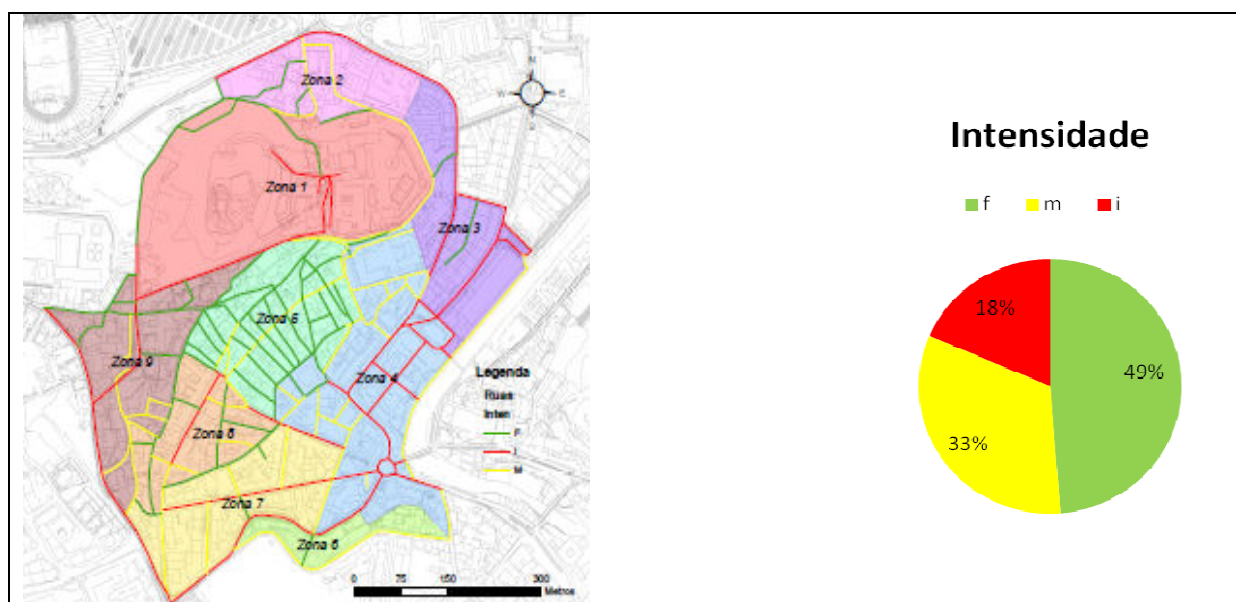 Zona 2
N
W
E
Zona 1
Zona 3
Zona 5
Zona 9
Zona 4
Zona 8
Zona 7
Zona 6
Legenda
Ruas
Inten
F
I
M
0 75 150 300
Metros
Intensidade
f m i
18%
49%
33%